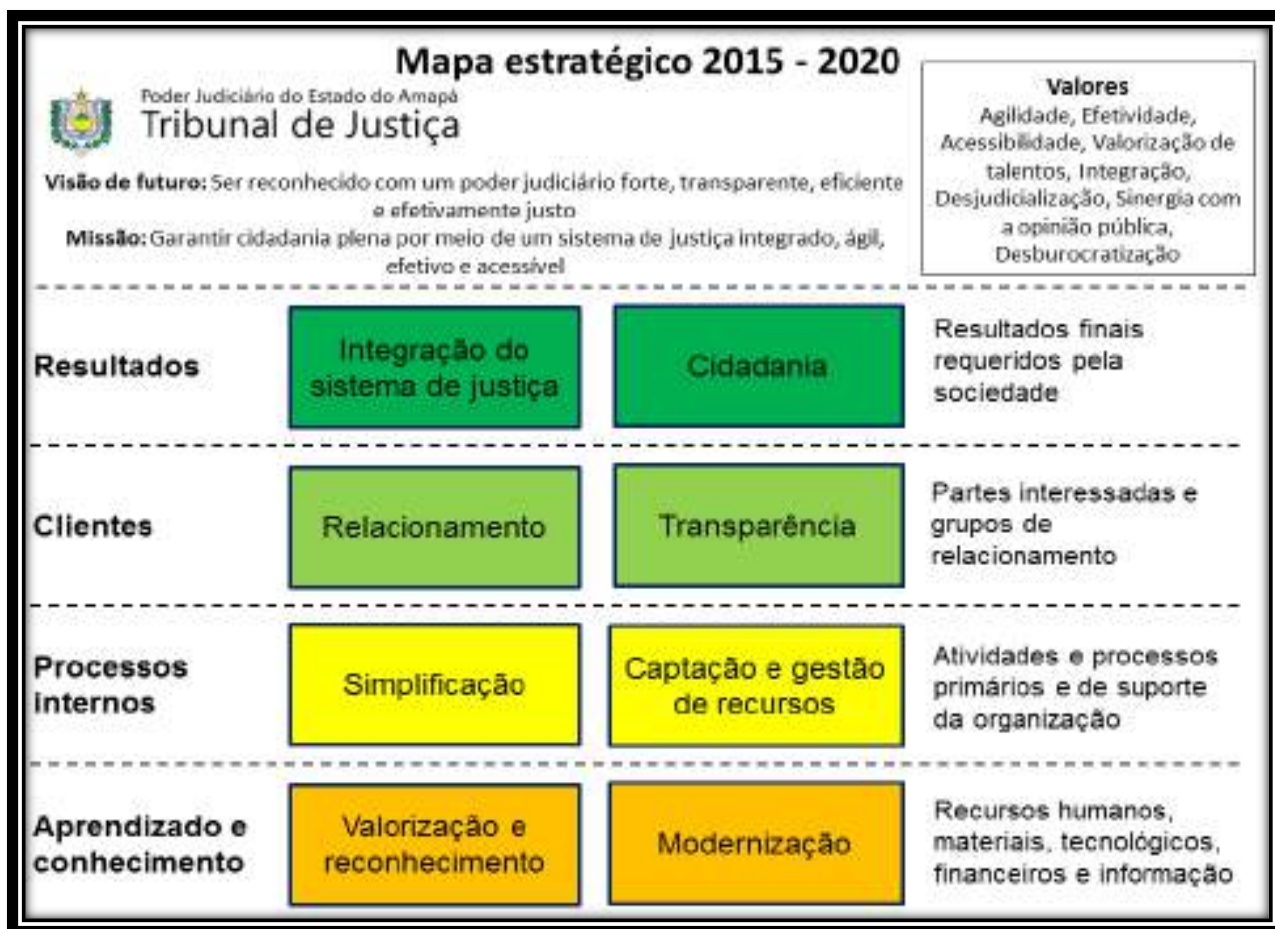 Mapa estratégico 2015 - 2020
Poder Judiciário do Estado do Amapá
Tribunal de Justiça
Visão de futuro: Ser reconhecido com um poder judiciário forte, transparente, eficiente
e efetivamente justo
Missão: Garantir cidadania plena por meio de um sistema de justiça integrado, ágil,
efetivo e acessível
Valores
Agilidade, Efetividade,
Acessibilidade, Valorização de
talentos, Integração,
Desjudicialização, Sinergia com
a opinião pública,
Desburocratização
Resultados
Integração do
sistema de justiça
Cidadania
Resultados finais
requeridos pela
sociedade
Clientes
Relacionamento
Transparência
Partes interessadas e
grupos de
relacionamento
Processos
internos
Simplificação
Captação e gestão
de recursos
Atividades e processos
primários e de suporte
da organização
Aprendizado e
conhecimento
Valorização e
reconhecimento
Modernização
Recursos humanos,
materiais, tecnológicos,
financeiros e informação